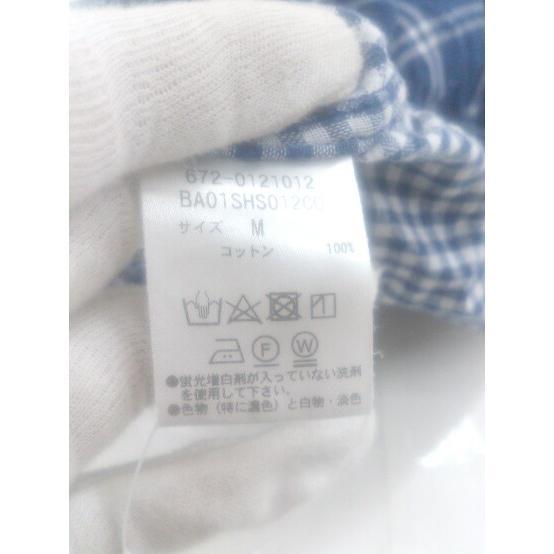 672-0121012
BA01SHS012CO
サイズ M
コットン 100%
F W
●蛍光増白剤が入っていない洗剤
を使用して下さい。
●色物（特に濃色）と白物・淡色